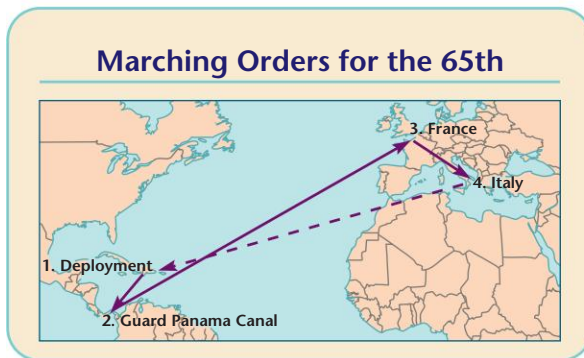 Marching Orders for the 65th
3. France
4. Italy
1. Deployment
2. Guard Panama Canal